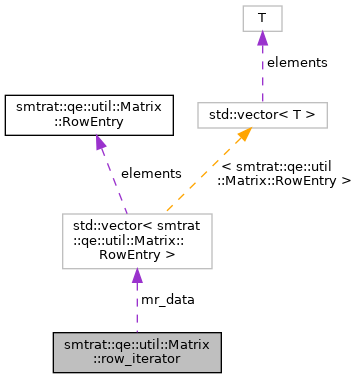 T
elements
smtrat::qe::util::Matrix
::RowEntry
std::vector< T >
elements
< smtrat::qe::util
::Matrix::RowEntry >
std::vector< smtrat
::qe::util::Matrix::
RowEntry >
mr_data
smtrat::qe::util::Matrix
::row_iterator